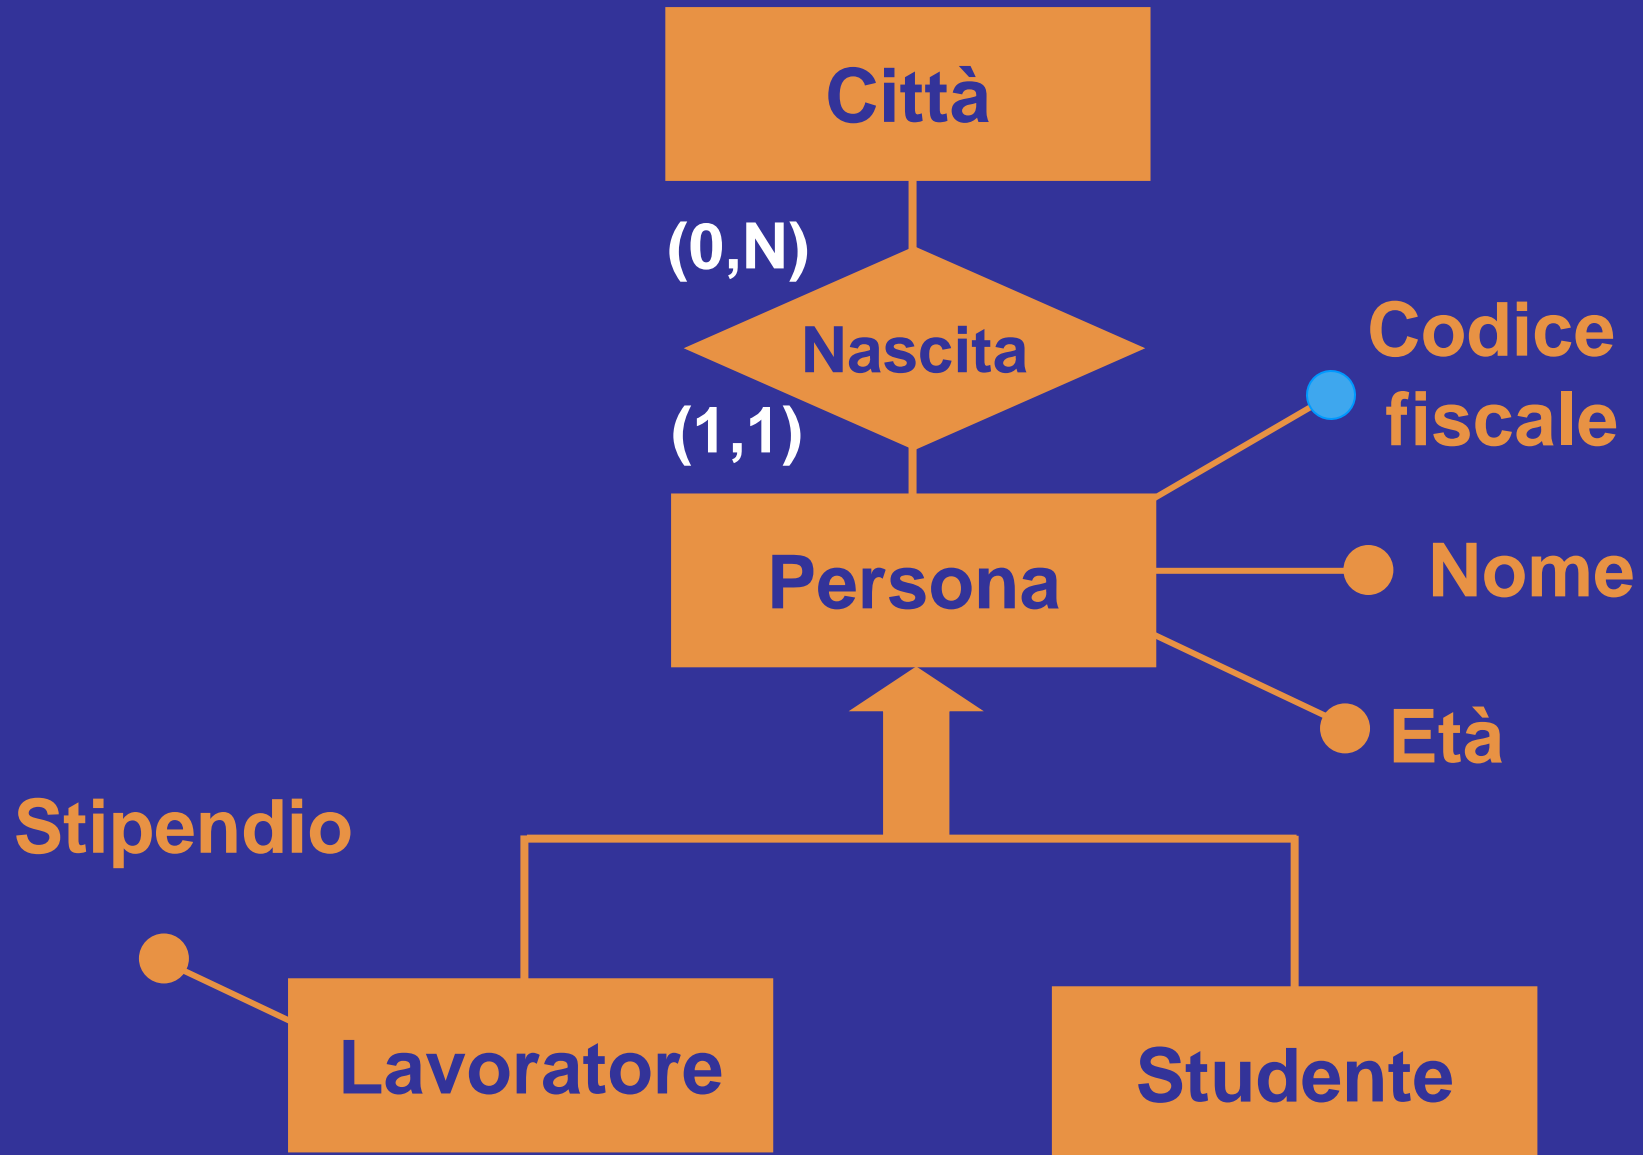 Città
(0,N)
Nascita
(1,1)
Codice
fiscale
Persona
Nome
Età
Stipendio
Lavoratore
Studente